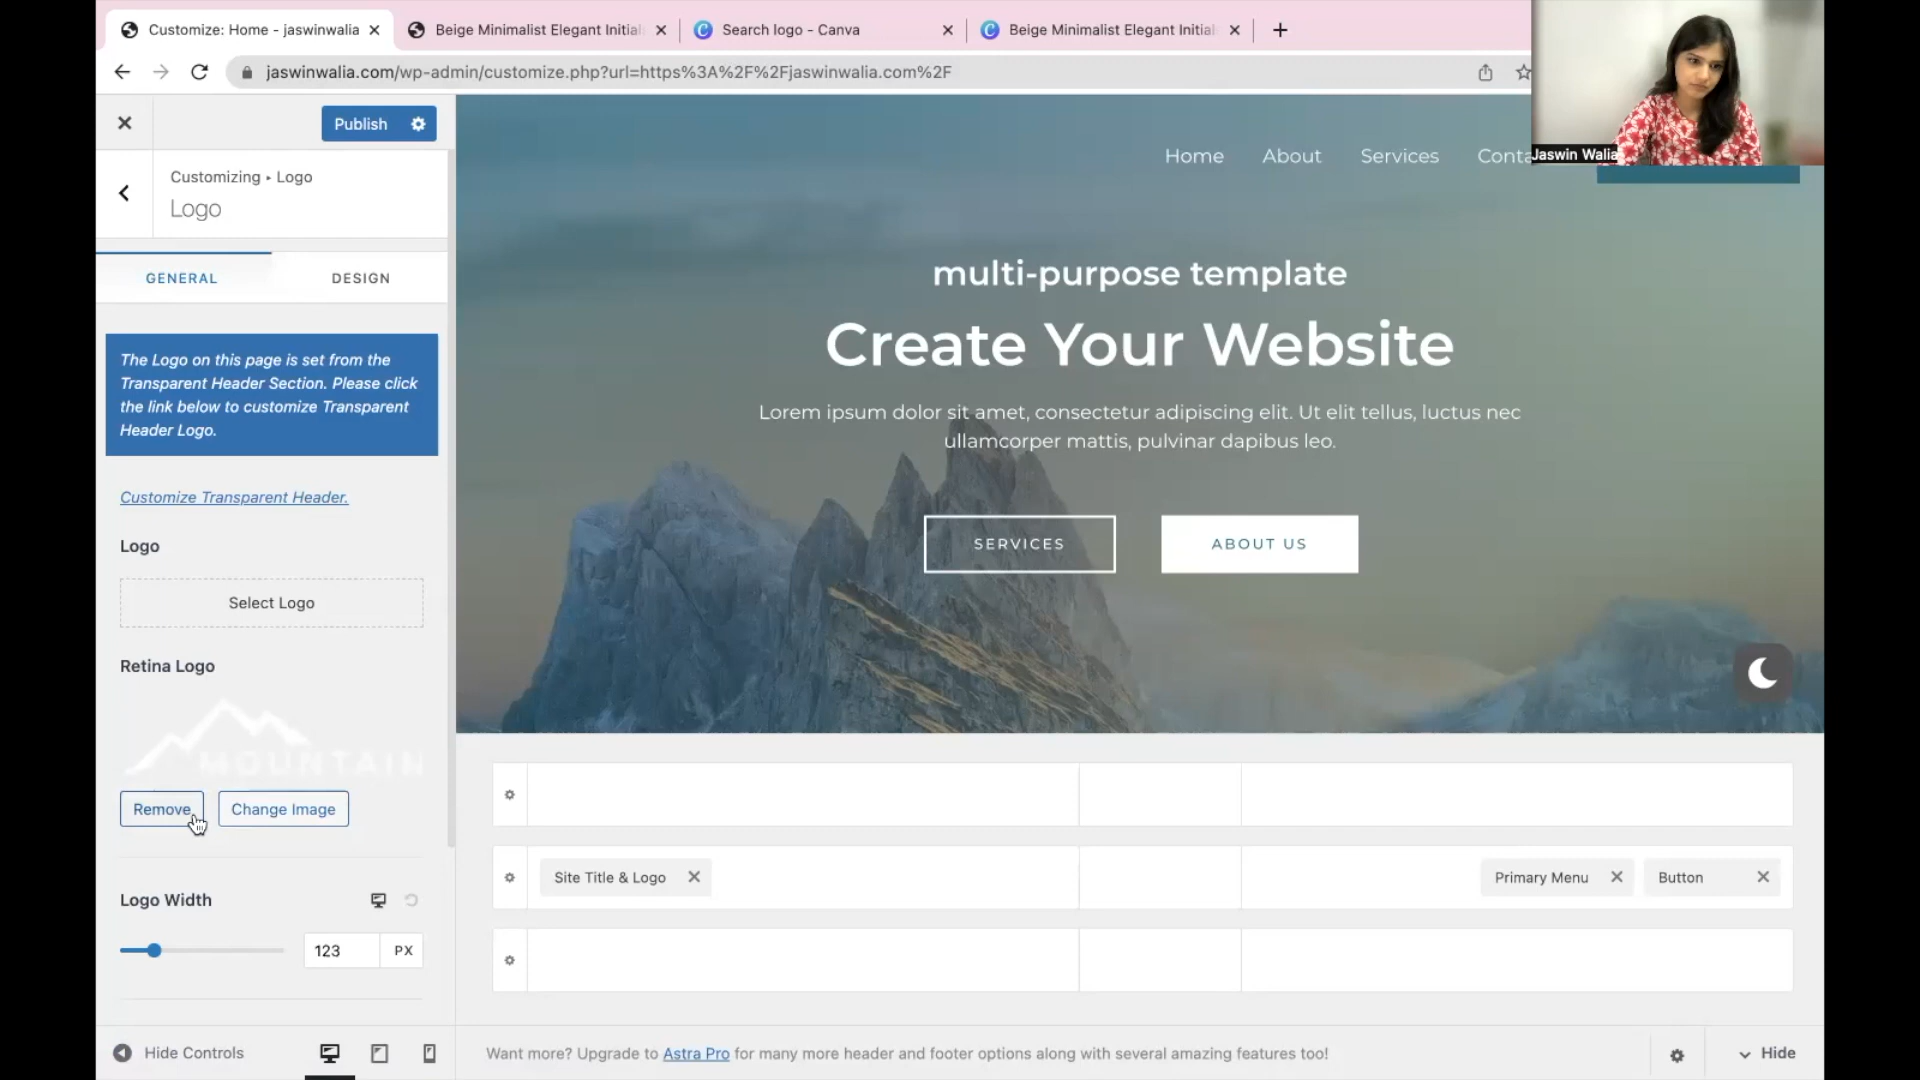 Customize: Home - jaswinwalia
Beige Minimalist Elegant Initial
Search logo - Canva
Beige Minimalist Elegant Initial
jaswinwalia.com/wp-admin/customize.php?url=https%3A%2F%2Fjaswinwalia.com%2F
Jaswin Walia
Publish
Customizing ▸ Logo
Logo
GENERAL
DESIGN
The Logo on this page is set from the
Transparent Header Section. Please click
the link below to customize Transparent
Header Logo.
Customize Transparent Header.
Logo
Select Logo
Retina Logo
MOUNTAIN
Remove
Change Image
Logo Width
123
PX
Hide Controls
Home
About
Services
Conta
multi-purpose template
Create Your Website
Lorem ipsum dolor sit amet, consectetur adipiscing elit. Ut elit tellus, luctus nec
ullamcorper mattis, pulvinar dapibus leo.
SERVICES
ABOUT US
Site Title & Logo
Primary Menu
Button
Want more? Upgrade to Astra Pro for many more header and footer options along with several amazing features too!
Hide